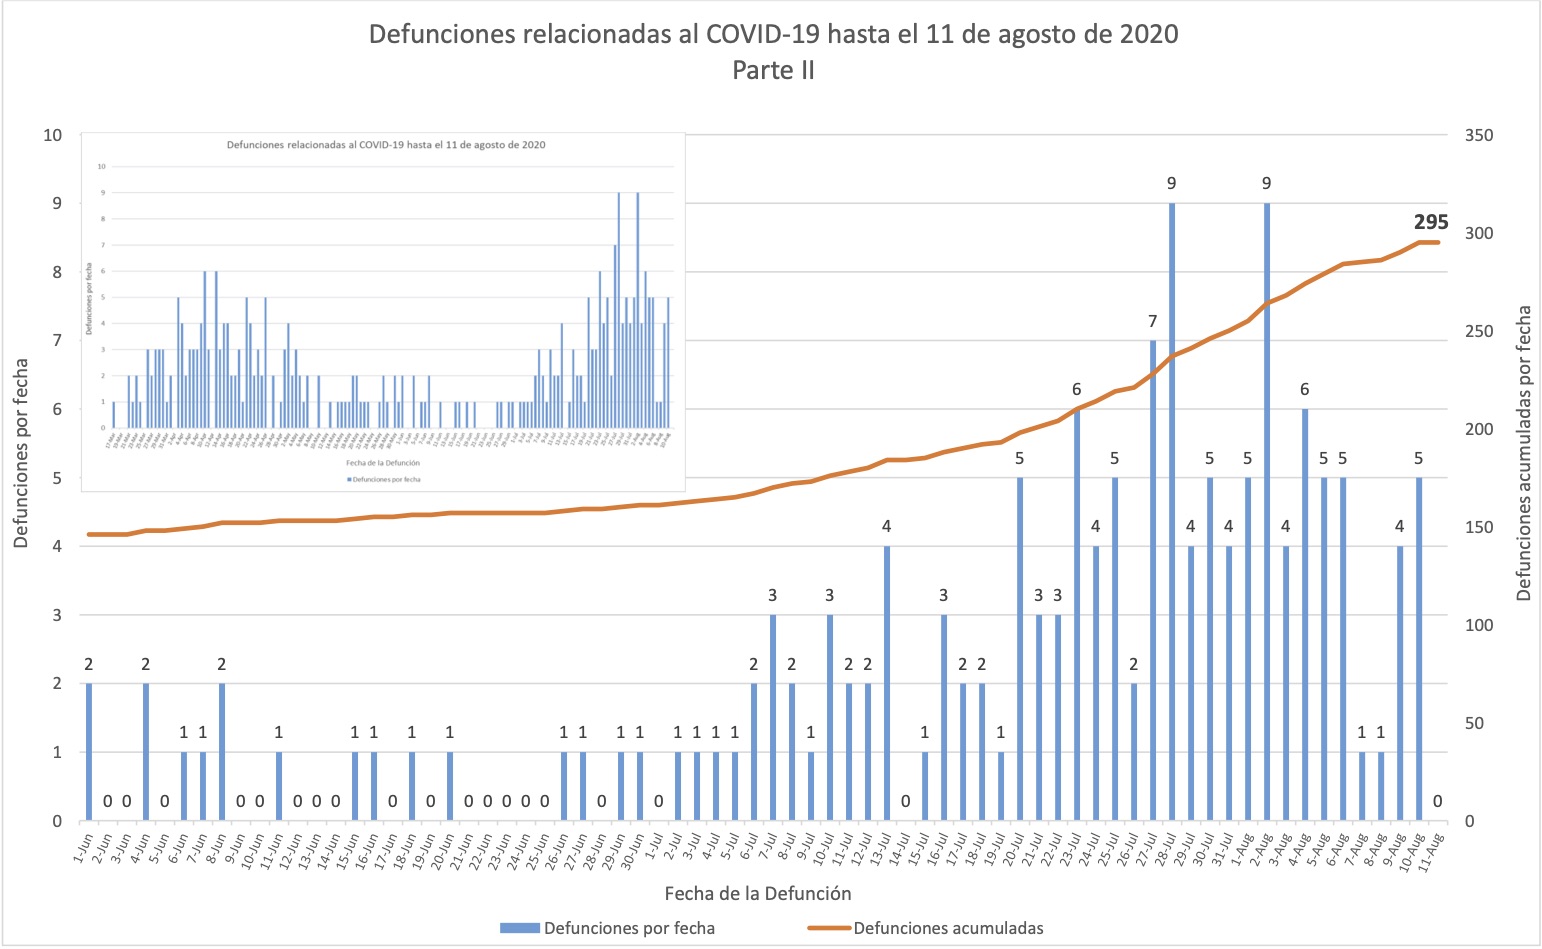 Defunciones relacionadas al COVID-19 hasta el 11 de agosto de 2020
Parte II
Defunciones por fecha
10
9
8
7
6
5
4
3
2
1
0
Defunciones relacionadas al COVID-19 hasta el 11 de agosto de 2020
Defunciones por fecha
10
9
8
7
6
5
4
3
2
1
0
Fecha de la Defunción
Defunciones por fecha
2 0 0 2 0 1 1 2 0 0 1 0 0 0 1 1 0 1 0 1 0 0 0 0 0 1 1 0 1 1 0 1 1 1 1 2 3 2 1 3 2 2 4 0 1 3 2 2 1 5 3 3 6 4 5 2 7 9 4 5 4 5 9 4 6 5 5 1 1 4 5 0
295
350
300
250
200
150
100
50
0
Defunciones acumuladas por fecha
1-Jun 2-Jun 3-Jun 4-Jun 5-Jun 6-Jun 7-Jun 8-Jun 9-Jun 10-Jun 11-Jun 12-Jun 13-Jun 14-Jun 15-Jun 16-Jun 17-Jun 18-Jun 19-Jun 20-Jun 21-Jun 22-Jun 23-Jun 24-Jun 25-Jun 26-Jun 27-Jun 28-Jun 29-Jun 30-Jun 1-Jul 2-Jul 3-Jul 4-Jul 5-Jul 6-Jul 7-Jul 8-Jul 9-Jul 10-Jul 11-Jul 12-Jul 13-Jul 14-Jul 15-Jul 16-Jul 17-Jul 18-Jul 19-Jul 20-Jul 21-Jul 22-Jul 23-Jul 24-Jul 25-Jul 26-Jul 27-Jul 28-Jul 29-Jul 30-Jul 31-Jul 1-Aug 2-Aug 3-Aug 4-Aug 5-Aug 6-Aug 7-Aug 8-Aug 9-Aug 10-Aug 11-Aug
Fecha de la Defunción
Defunciones por fecha
Defunciones acumuladas